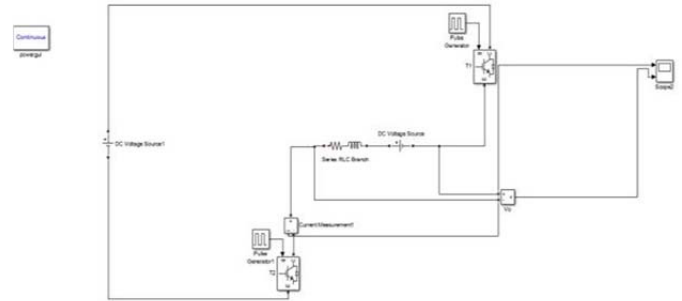 Continuous
powergui
Pulse
Generator
T1
Scope2
DC Voltage Source
DC Voltage Source1
Series RLC Branch
Vo
Current Measurement1
Pulse
Generator1
T2